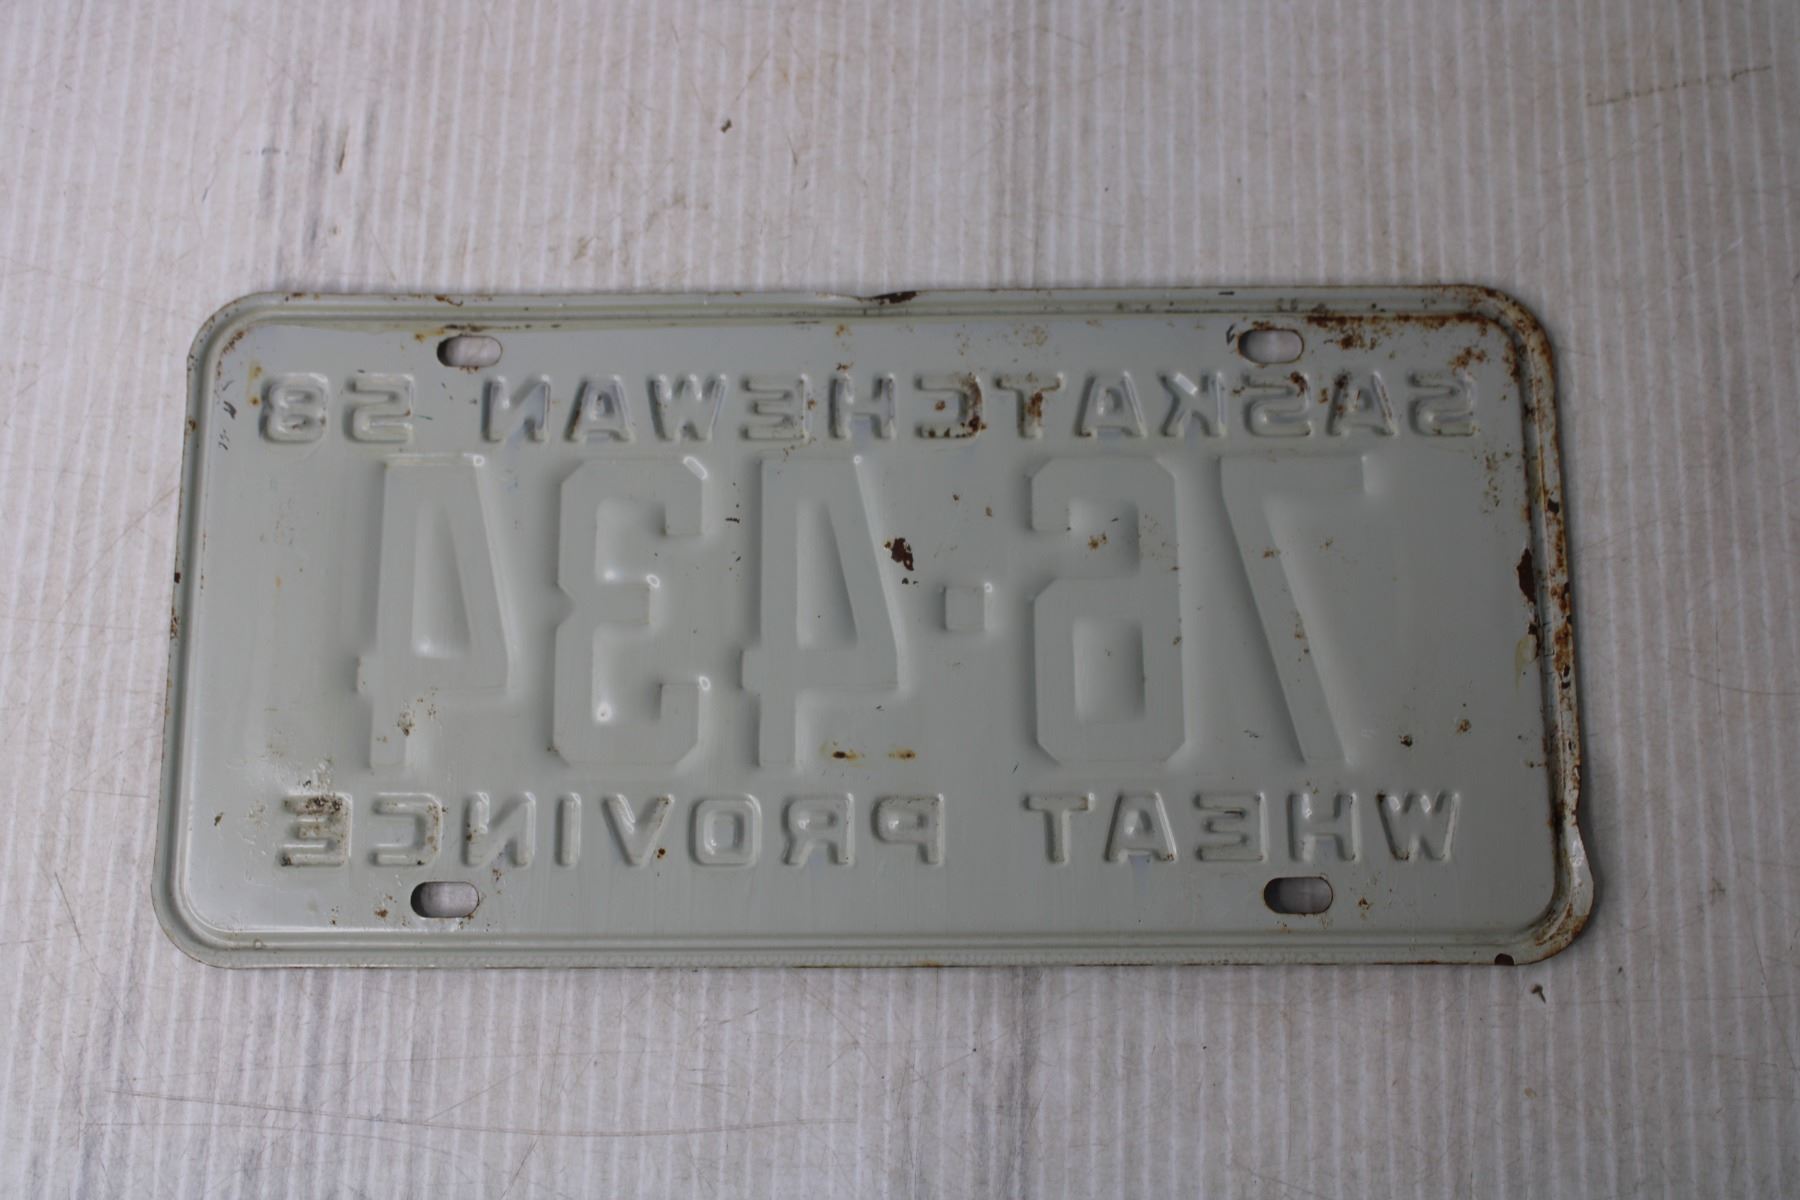 SASKATCHEWAN 58
76-434
WHEAT PROVINCE